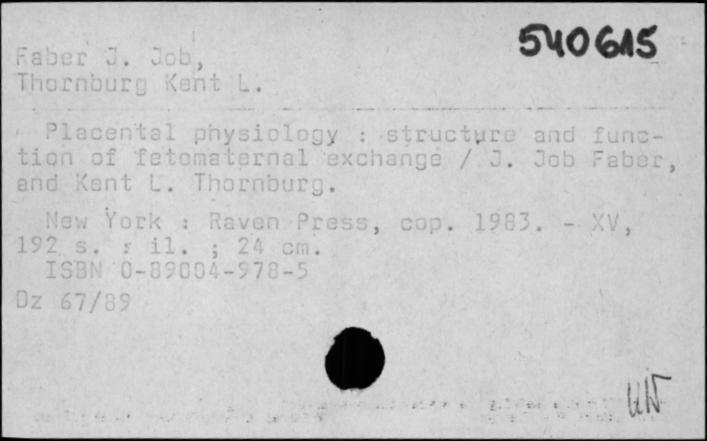 540615
Faber J. Job,
Thornburg Kent L.
Placental physiology : structure and func-
tion of fetomaternal exchange / J. Job Faber,
and Kent L. Thornburg.
New York : Raven Press, cop. 1983. - XV,
192 s. : il. ; 24 cm.
ISBN 0-89004-978-5
Dz 67/89